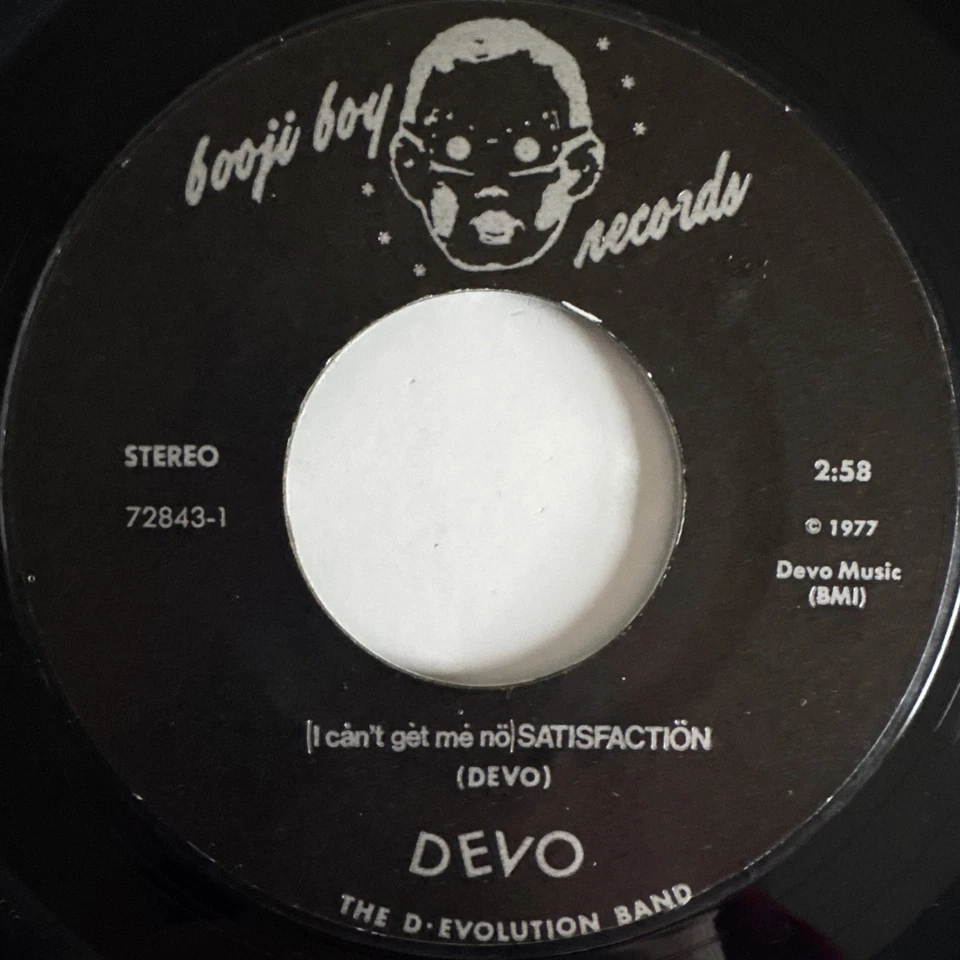 booji boy
records
STEREO
72843-1
2:58
© 1977
Devo Music
(BMI)
(I cån't gėt mė nö) SATISFACTIÖN
(DEVO)
DEVO
THE D·EVOLUTION BAND